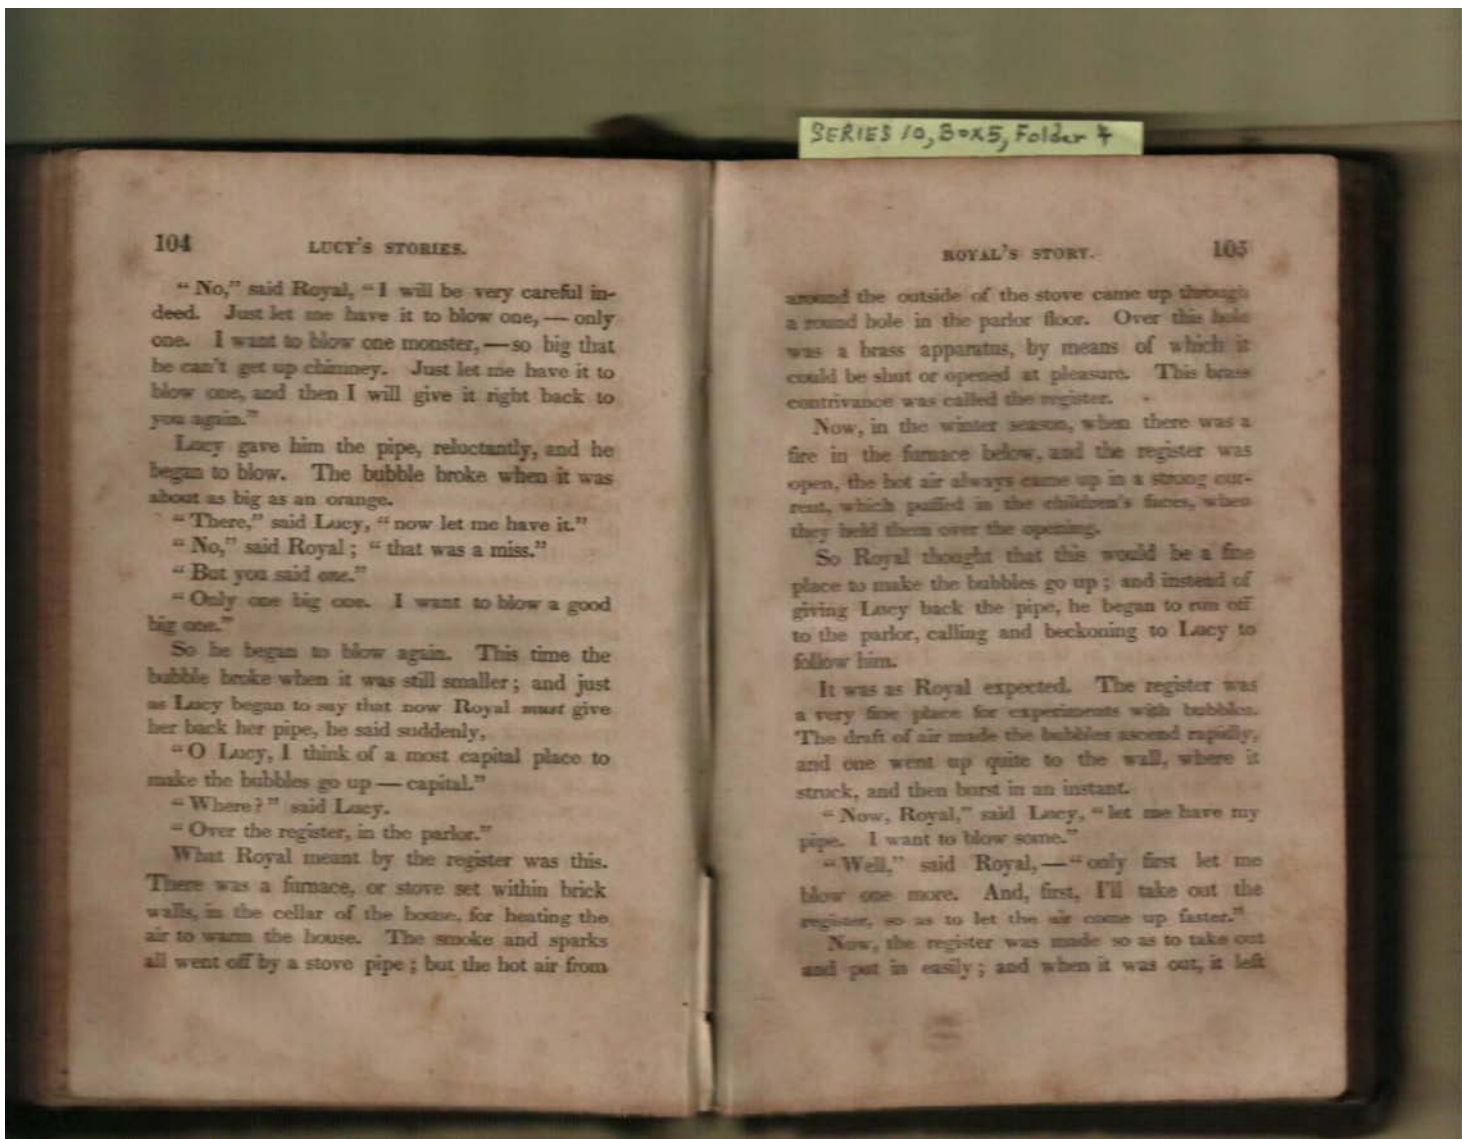 SERIES 10, Box5, Folder 4
104 LUCY'S STORIES.
“No,” said Royal, “I will be very careful in-
deed. Just let me have it to blow one,—only
one. I want to blow one monster,—so big that
he can't get up chimney. Just let me have it to
blow one, and then I will give it right back to
you again.”
Lucy gave him the pipe, reluctantly, and he
began to blow. The bubble broke when it was
about as big as an orange.
“There,” said Lucy, “now let me have it.”
“No,” said Royal; “that was a miss.”
“But you said one.”
“Only one big one. I want to blow a good
big one.”
So he began to blow again. This time the
bubble broke when it was still smaller; and just
as Lucy began to say that now Royal must give
her back her pipe, he said suddenly,
“O Lucy, I think of a most capital place to
make the bubbles go up—capital.”
“Where?” said Lucy.
“Over the register, in the parlor.”
What Royal meant by the register was this.
There was a furnace, or stove set within brick
walls, in the cellar of the house, for heating the
air to warm the house. The smoke and sparks
all went off by a stove pipe; but the hot air from
ROYAL'S STORY. 105
around the outside of the stove came up through
a round hole in the parlor floor. Over this hole
was a brass apparatus, by means of which it
could be shut or opened at pleasure. This brass
contrivance was called the register.
Now, in the winter season, when there was a
fire in the furnace below, and the register was
open, the hot air always came up in a strong cur-
rent, which puffed in the children's faces, when
they held them over the opening.
So Royal thought that this would be a fine
place to make the bubbles go up; and instead of
giving Lucy back the pipe, he began to run off
to the parlor, calling and beckoning to Lucy to
follow him.
It was as Royal expected. The register was
a very fine place for experiments with bubbles.
The draft of air made the bubbles ascend rapidly,
and one went up quite to the wall, where it
struck, and then burst in an instant.
“Now, Royal,” said Lucy, “let me have my
pipe. I want to blow some.”
“Well,” said Royal,—“only first let me
blow one more. And, first, I'll take out the
register, so as to let the air come up faster.”
Now, the register was made so as to take out
and put in easily; and when it was out, it left